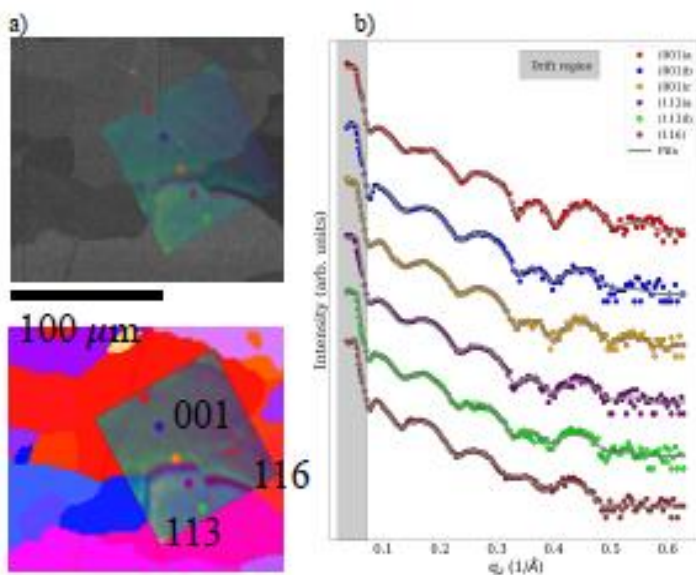 a)
100 μm
001
116
113
b)
Drift region
(001)a
(001)b
(001)c
(113)a
(113)b
(116)
Fits
Intensity (arb. units)
0.1 0.2 0.3 0.4 0.5 0.6
(1/Å)